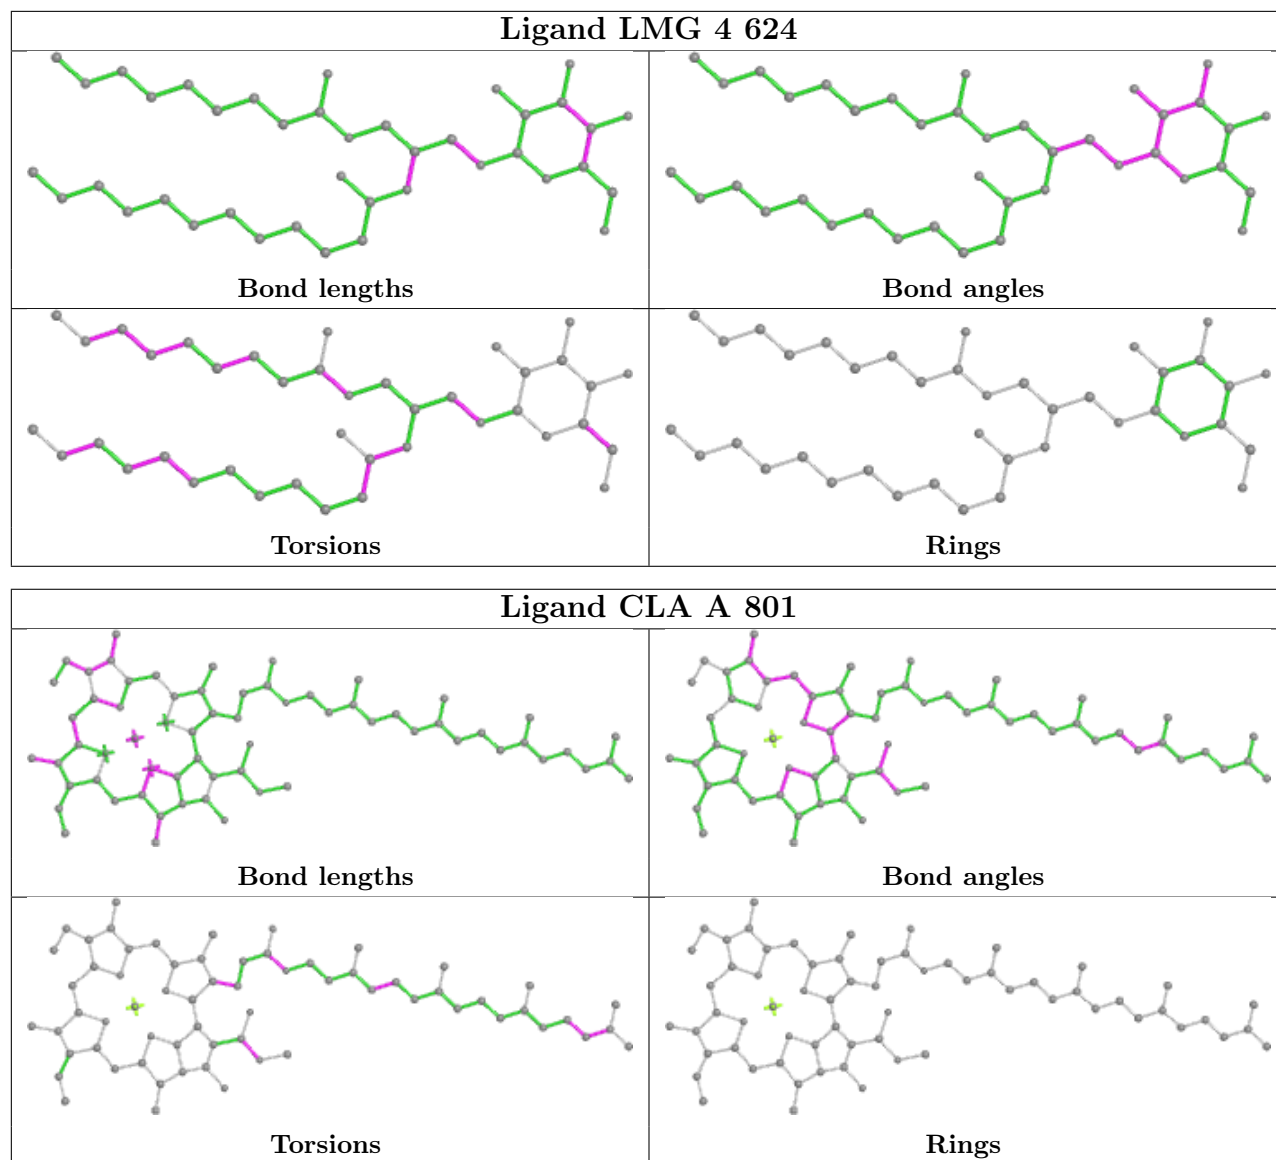 Ligand LMG 4 624
Bond lengths
Bond angles
Torsions
Rings
Ligand CLA A 801
Bond lengths
Bond angles
Torsions
Rings